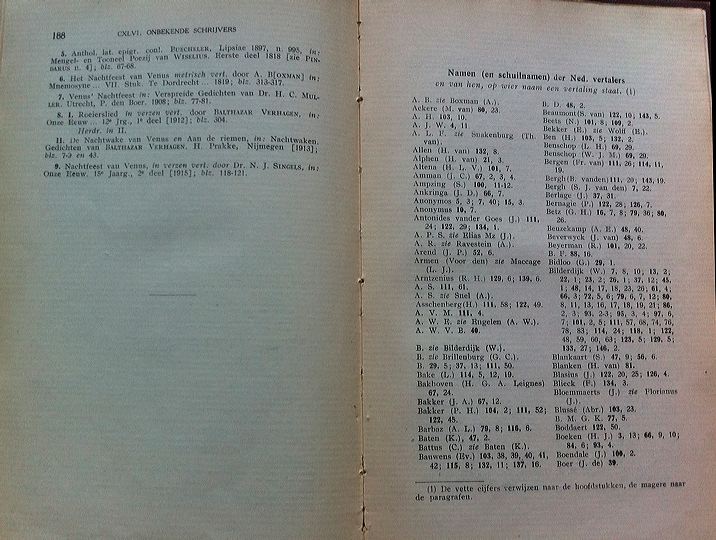 188
CXLVI. ONBEKENDE SCHRIJVERS
5. Anthol. lat. epigr. conl. BUECHELER, Lipsiae 1897, n. 995, in:
Mengel- en Tooneel Poezij van WISELIUS. Eerste deel 1818 [zie PIN-
DARUS n. 4]; blz. 67-68.
6. Het Nachtfeest van Venus metrisch vert. door A. B[OXMAN] in:
Mnemosyne... VII. Stuk. Te Dordrecht... 1819; blz. 313-317.
7. Venus' Nachtfeest in: Verspreide Gedichten van Dr. H. C. MUL-
LER. Utrecht, P. den Boer. 1908; blz. 77-81.
8. I. Roeierslied in verzen vert. door BALTHAZAR VERHAGEN, in:
Onze Eeuw... 12e Jrg., 1e deel [1912]; blz. 304.
Herdr. in II.
II. De Nachtwake van Venus en Aan de riemen, in: Nachtwaken.
Gedichten van BALTHAZAR VERHAGEN. H. Prakke, Nijmegen [1913];
blz. 7-9 en 43.
9. Nachtfeest van Venus, in verzen vert. door Dr. N. J. SINGELS, in:
Onze Eeuw. 15e Jaarg., 2e deel [1915]; blz. 118-121.
Namen (en schuilnamen) der Ned. vertalers
en van hen, op wier naam een vertaling staat. (1)
A. B. zie Boxman (A.).
Ackere (M. van) 80, 23.
A. H. 103, 10.
A. J. W. 4, 11
A. L. F. zie Snakenburg (Th.
van).
Allen (H. van) 132, 8.
Alphen (H. van) 21, 3.
Altena (H. L. V.) 101, 7.
Amman (J. C.) 67, 2, 3, 4.
Ampzing (S.) 100, 11-12.
Ankringa (J. D.) 66, 7.
Anonymos 5, 3; 7, 40; 15, 3.
Anonymus 10, 7.
Antonides vander Goes (J.) 111,
24; 122, 29; 134, 1.
A. P. S. zie Elias Mz (J.).
A. R. zie Ravestein (A.).
Arend (J. P.) 52, 6.
Armen (Voor den) zie Maccage
(L. J.).
Arntzenius (R. H.) 129, 6; 139, 6.
A. S. 111, 61.
A. S. zie Snel (A.).
Asschenberg (H.) 111, 58; 122, 49.
A. V. M. 111, 4.
A. W. E. zie Engelen (A. W.).
A. W. V. B. 40.
B. zie Bilderdijk (W.).
B. zie Brillenburg (G. C.).
B. 29, 5; 37, 13; 111, 50.
Bake (L.) 114, 5, 12, 19.
Bakhoven (H. G. A. Leignes)
67, 24.
Bakker (J. A.) 67, 12.
Bakker (P. H.) 104, 2; 111, 52;
122, 45.
Barbaz (A. L.) 79, 8; 116, 6.
Baten (K.), 47, 2.
Battus (C.) zie Baten (K.).
Bauwens (Ev.) 103, 38, 39, 40, 41,
42; 115, 8; 132, 11; 137, 16.
B. D. 48, 2.
Beaumont (S. van) 122, 10; 143, 5.
Beets (N.) 101, 8; 109, 2.
Bekker (E.) zie Wolff (E.).
Ben (H.) 103, 5; 132, 2.
Benschop (L. H.) 69, 29.
Benschop (W. J. M.) 69, 29.
Bergen (Fr. van) 111, 26; 114, 11,
19.
Bergh (B. vanden) 111, 20; 143, 19.
Bergh (S. J. van den) 7, 22.
Berlage (J.) 37, 31.
Bernagie (P.) 122, 28; 126, 7.
Betz (G. H.) 16, 7, 8; 79, 36; 80,
26.
Beuzekamp (A. E.) 48, 40.
Beverwyck (J. van) 48, 6.
Beyerman (R.) 101, 20, 22.
B. F. 88, 16.
Bidloo (G.) 29, 1.
Bilderdijk (W.) 7, 8, 10; 13, 2;
22, 1; 23, 2; 26, 1; 37, 12; 45,
1; 48, 14, 17, 18, 23, 26; 61, 4;
66, 3; 72, 5, 6; 79, 6, 7, 12; 80,
8, 11, 13, 16, 17, 18, 19, 21; 86,
2, 3; 93, 2-3; 95, 3, 4; 97, 6,
7; 101, 2, 5; 111, 57, 68, 74, 76,
78, 83; 114, 24; 118, 1; 122,
48, 59, 60, 63; 123, 5; 129, 5;
133, 27; 146, 2.
Blankaart (S.) 47, 9; 56, 6.
Blanken (H. van) 81.
Blasius (J.) 122, 20, 25; 126, 4.
Blieck (F.) 134, 3.
Bloemmaerts (J.) zie Florianus
(J.).
Blussé (Abr.) 103, 23.
B. M. G. K. 77, 5.
Boddaert 122, 50.
Boeken (H. J.) 3, 13; 66, 9, 10;
84, 6; 93, 4.
Boendale (J.) 100, 2.
Boer (J. de) 39.
(1) De vette cijfers verwijzen naar de hoofdstukken, de magere naar
de paragrafen.